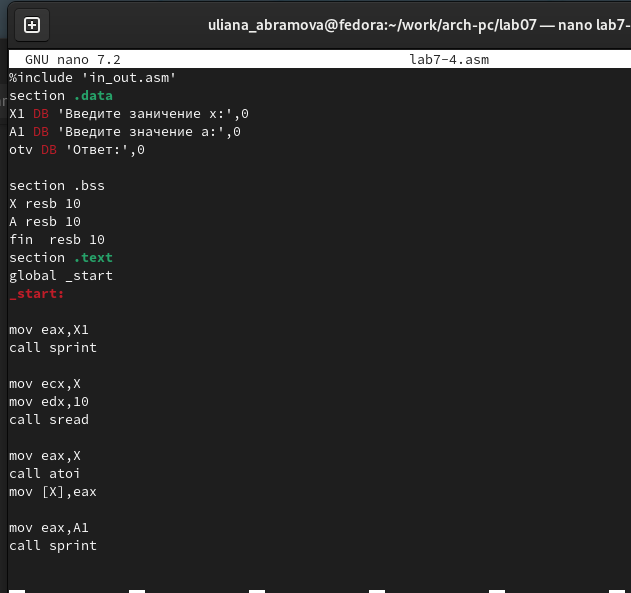 uliana_abramova@fedora:~/work/arch-pc/lab07 — nano lab7-
GNU nano 7.2 lab7-4.asm
%include 'in_out.asm'
section .data
X1 DB 'Введите заничение х:',0
A1 DB 'Введите значение а:',0
otv DB 'Ответ:',0
section .bss
X resb 10
A resb 10
fin  resb 10
section .text
global _start
_start:
mov eax,X1
call sprint
mov ecx,X
mov edx,10
call sread
mov eax,X
call atoi
mov [X],eax
mov eax,A1
call sprint